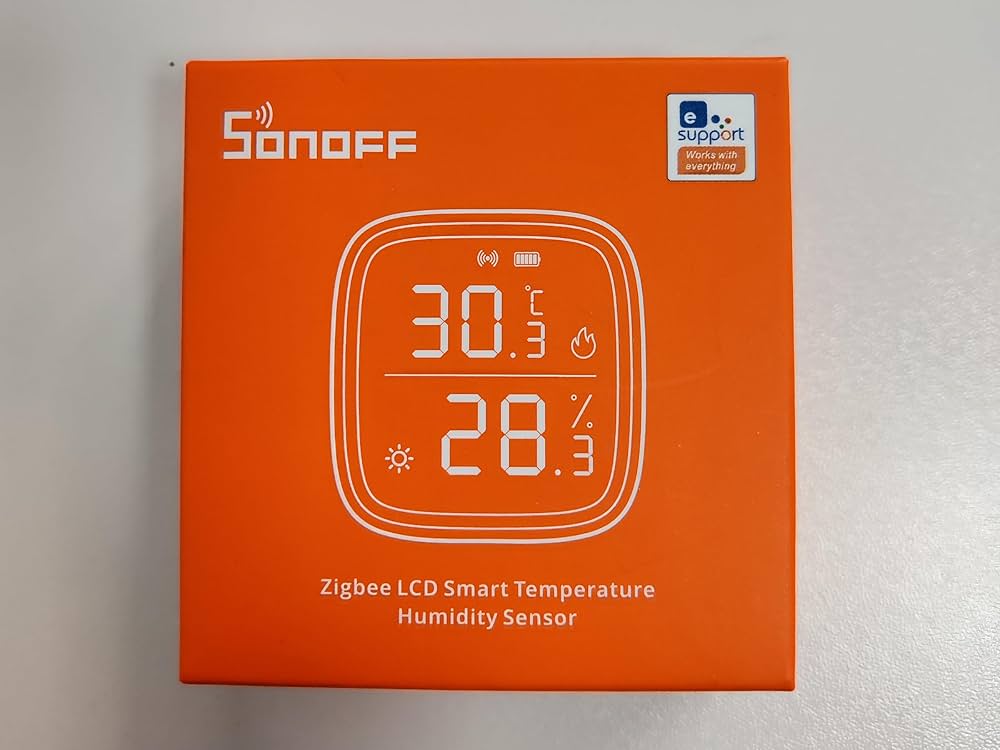 SONOFF
e
support
Works with
everything
30.3 ℃
28.3 %
Zigbee LCD Smart Temperature
Humidity Sensor